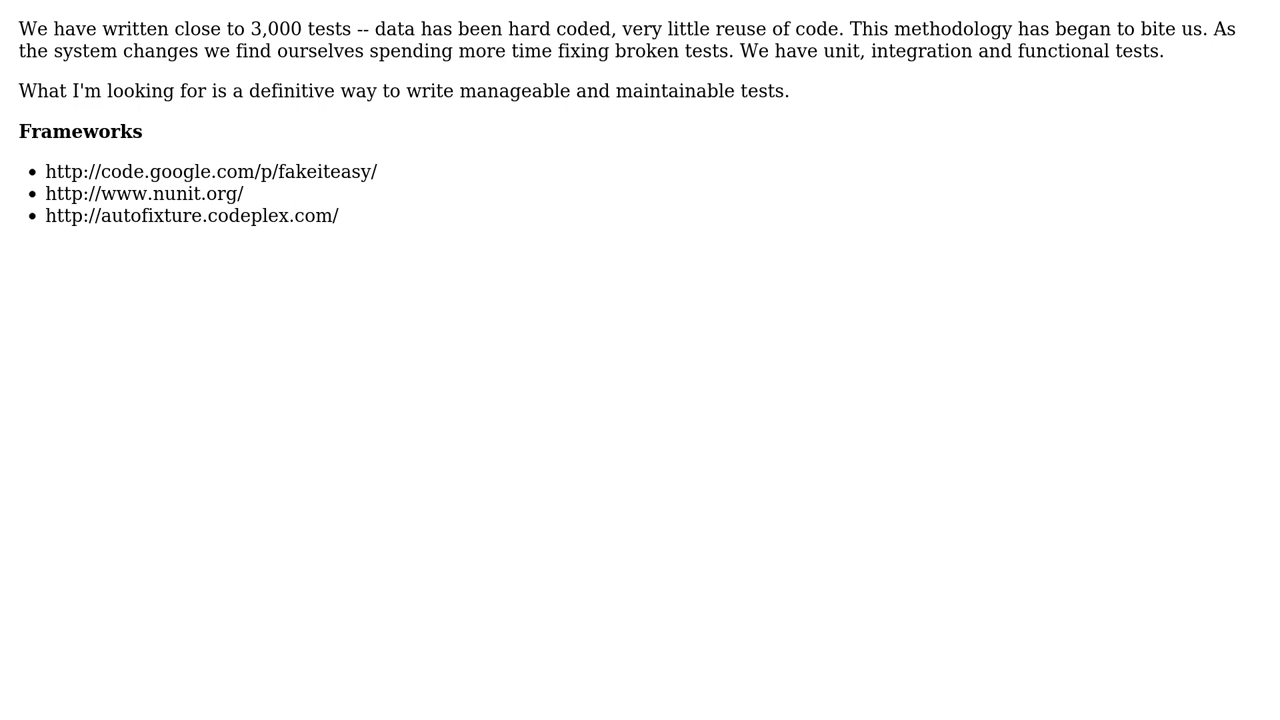 We have written close to 3,000 tests -- data has been hard coded, very little reuse of code. This methodology has began to bite us. As
the system changes we find ourselves spending more time fixing broken tests. We have unit, integration and functional tests.
What I'm looking for is a definitive way to write manageable and maintainable tests.
Frameworks
• http://code.google.com/p/fakeiteasy/
• http://www.nunit.org/
• http://autofixture.codeplex.com/